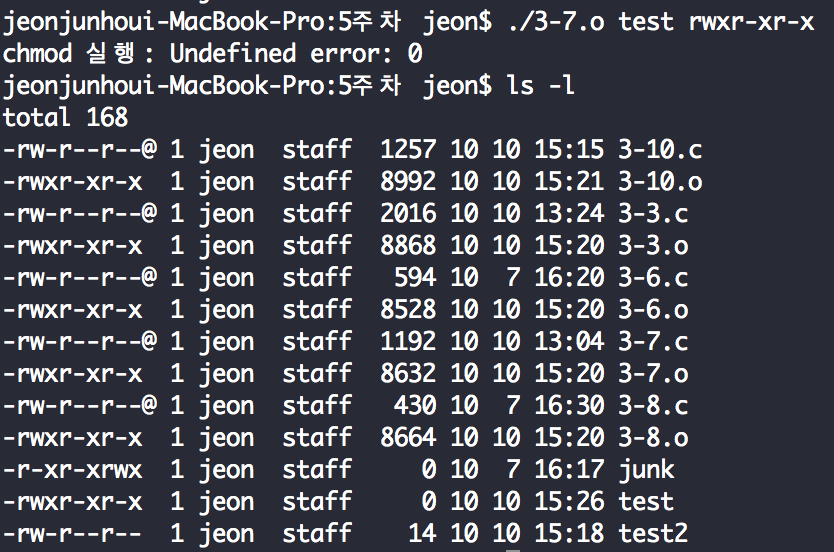 jeonjunhoui-MacBook-Pro:5주차 jeon$ ./3-7.o test rwxr-xr-x
chmod 실행: Undefined error: 0
jeonjunhoui-MacBook-Pro:5주차 jeon$ ls -l
total 168
-rw-r--r--@ 1 jeon  staff  1257 10 10 15:15 3-10.c
-rwxr-xr-x  1 jeon  staff  8992 10 10 15:21 3-10.o
-rw-r--r--@ 1 jeon  staff  2016 10 10 13:24 3-3.c
-rwxr-xr-x  1 jeon  staff  8868 10 10 15:20 3-3.o
-rw-r--r--@ 1 jeon  staff   594 10  7 16:20 3-6.c
-rwxr-xr-x  1 jeon  staff  8528 10 10 15:20 3-6.o
-rw-r--r--@ 1 jeon  staff  1192 10 10 13:04 3-7.c
-rwxr-xr-x  1 jeon  staff  8632 10 10 15:20 3-7.o
-rw-r--r--@ 1 jeon  staff   430 10  7 16:30 3-8.c
-rwxr-xr-x  1 jeon  staff  8664 10 10 15:20 3-8.o
-r-xr-xrwx  1 jeon  staff     0 10  7 16:17 junk
-rwxr-xr-x  1 jeon  staff     0 10 10 15:26 test
-rw-r--r--  1 jeon  staff    14 10 10 15:18 test2